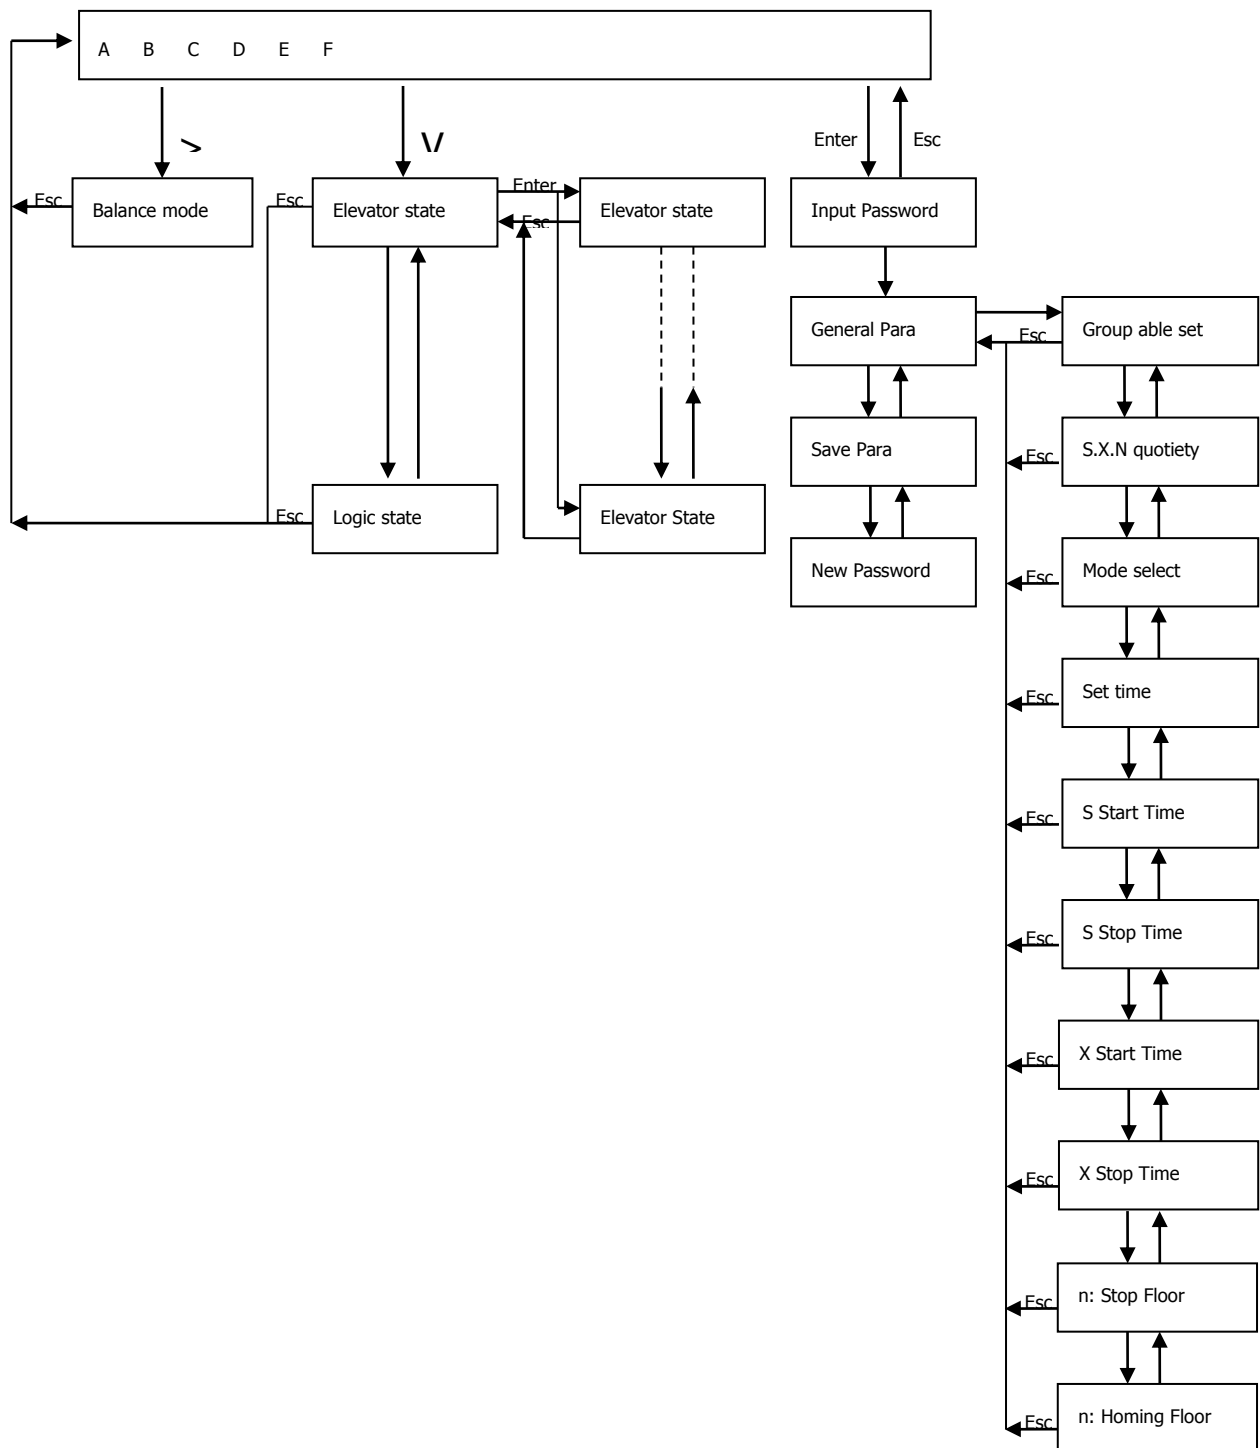 A B C D E F
>
V
Enter
Esc
Esc
Balance mode
Esc
Elevator state
Enter
Esc
Elevator state
Input Password
General Para
Esc
Group able set
Save Para
Esc
S.X.N quotiety
Esc
Logic state
Elevator State
New Password
Esc
Mode select
Esc
Set time
Esc
S Start Time
Esc
S Stop Time
Esc
X Start Time
Esc
X Stop Time
Esc
n: Stop Floor
Esc
n: Homing Floor